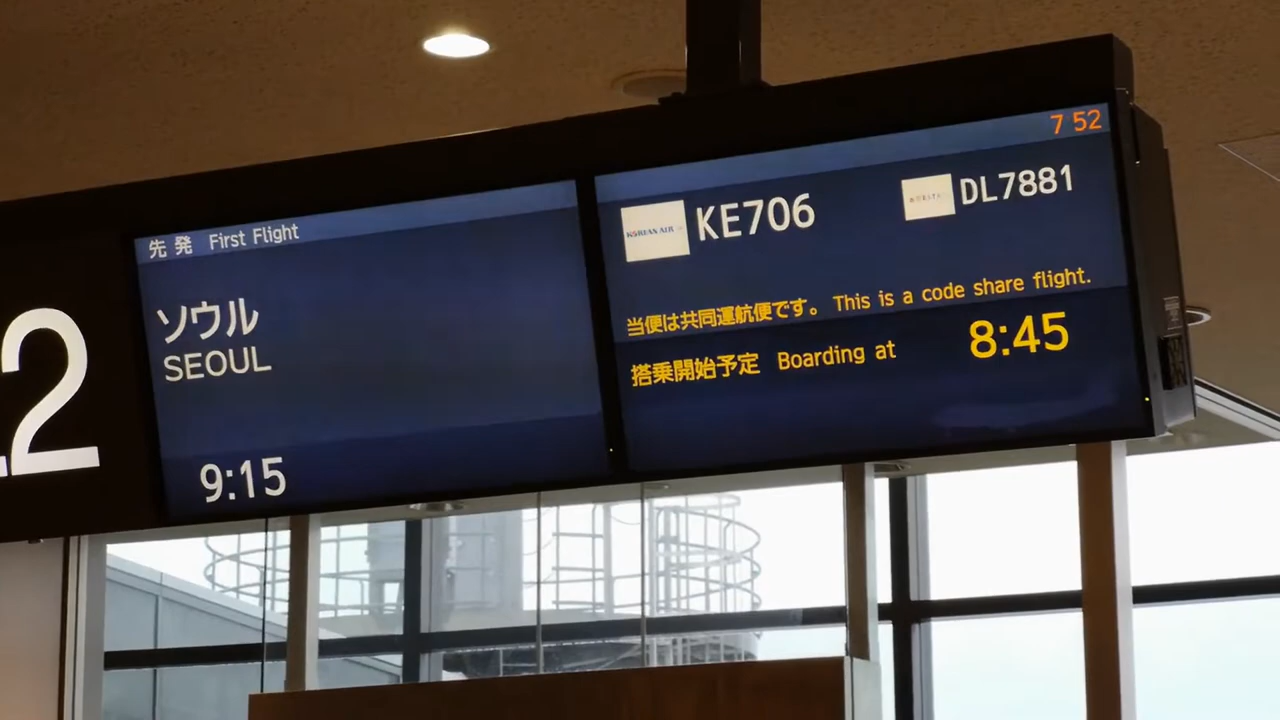 2
先発 First Flight
ソウル
SEOUL
9:15
7 52
KOREAN AIR KE706 DL7881
当便は共同運航便です。 This is a code share flight.
搭乗開始予定 Boarding at 8:45